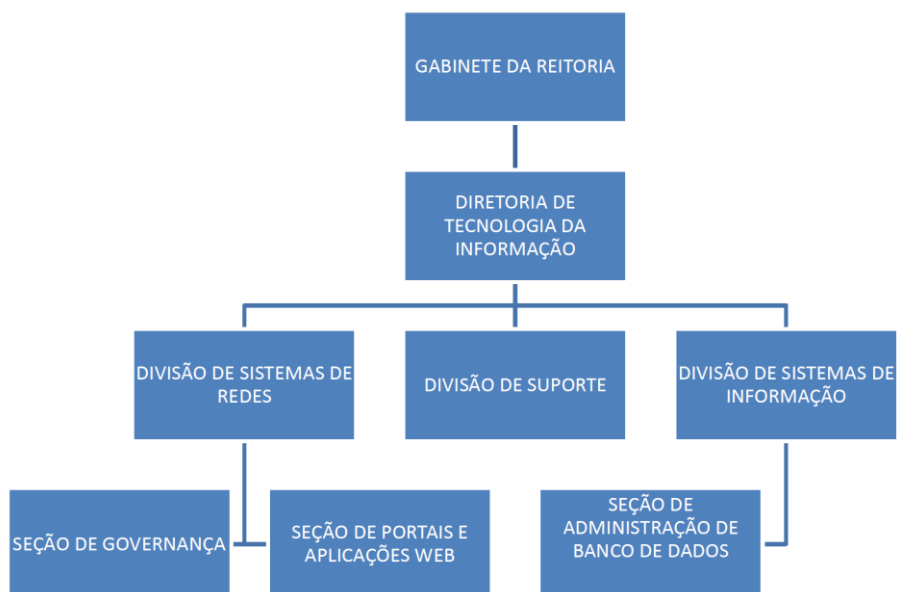 GABINETE DA REITORIA
DIRETORIA DE
TECNOLOGIA DA
INFORMAÇÃO
DIVISÃO DE SISTEMAS DE
REDES
DIVISÃO DE SUPORTE
DIVISÃO DE SISTEMAS DE
INFORMAÇÃO
SEÇÃO DE GOVERNANÇA
SEÇÃO DE PORTAIS E
APLICAÇÕES WEB
SEÇÃO DE
ADMINISTRAÇÃO DE
BANCO DE DADOS